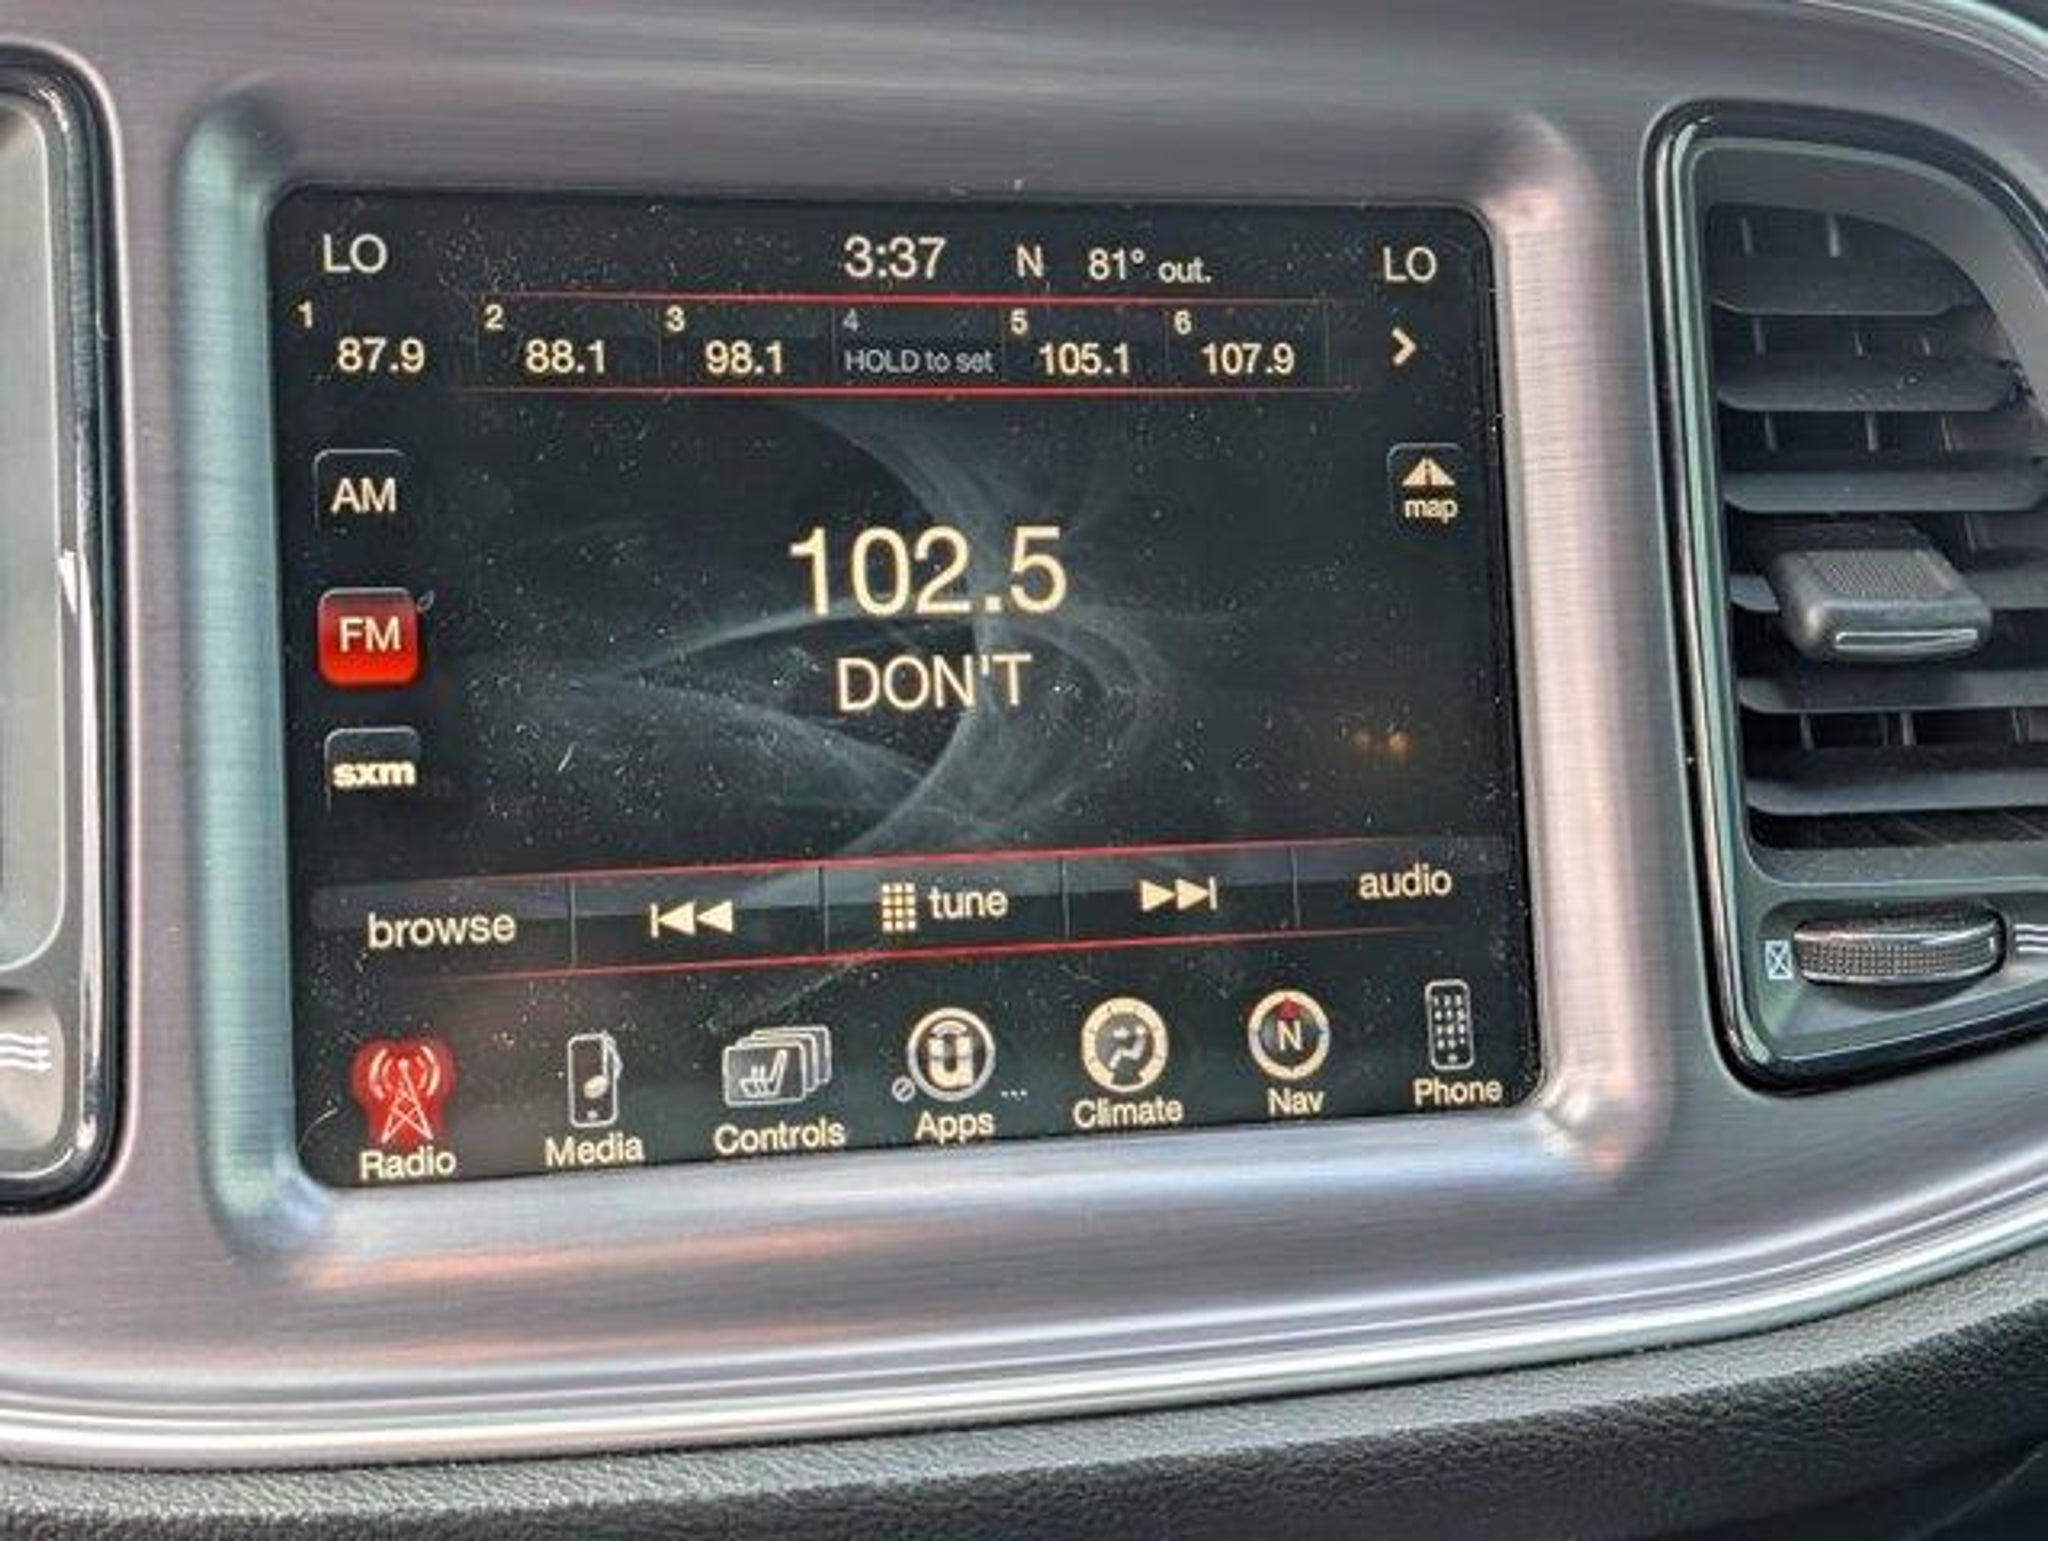 LO 3:37 N 81° out. LO
1 2 3 4 5 6
87.9 88.1 98.1 HOLD to set 105.1 107.9
AM
map
102.5
FM
DON'T
sxm
browse tune audio
Radio Media Controls Apps ... Climate N Nav Phone